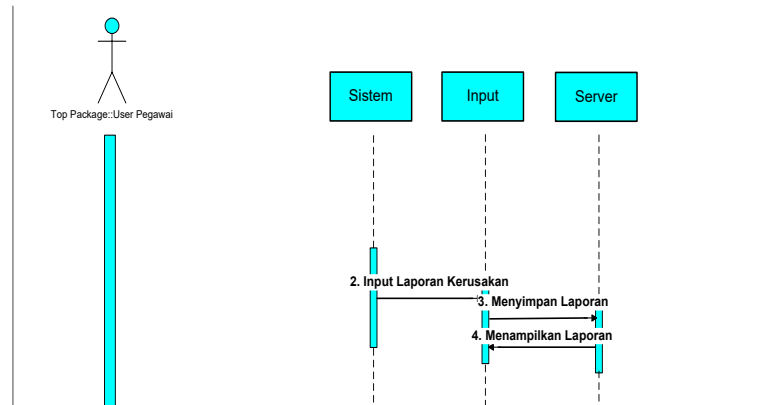 Top Package::User Pegawai
Sistem
Input
Server
2. Input Laporan Kerusakan
3. Menyimpan Laporan
4. Menampilkan Laporan